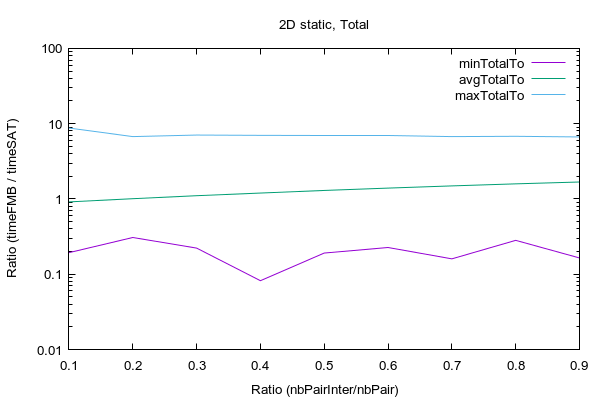 2D static, Total
100
10
1
0.1
0.01
Ratio (timeFMB / timeSAT)
minTotalTo
avgTotalTo
maxTotalTo
0.1 0.2 0.3 0.4 0.5 0.6 0.7 0.8 0.9
Ratio (nbPairInter/nbPair)